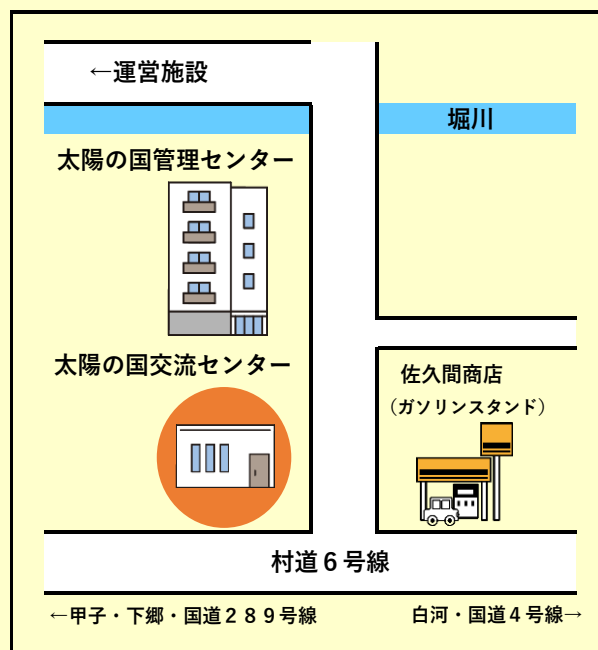 ←運営施設
堀川
太陽の国管理センター
太陽の国交流センター
佐久間商店
（ガソリンスタンド）
村道６号線
←甲子・下郷・国道２８９号線
白河・国道４号線→